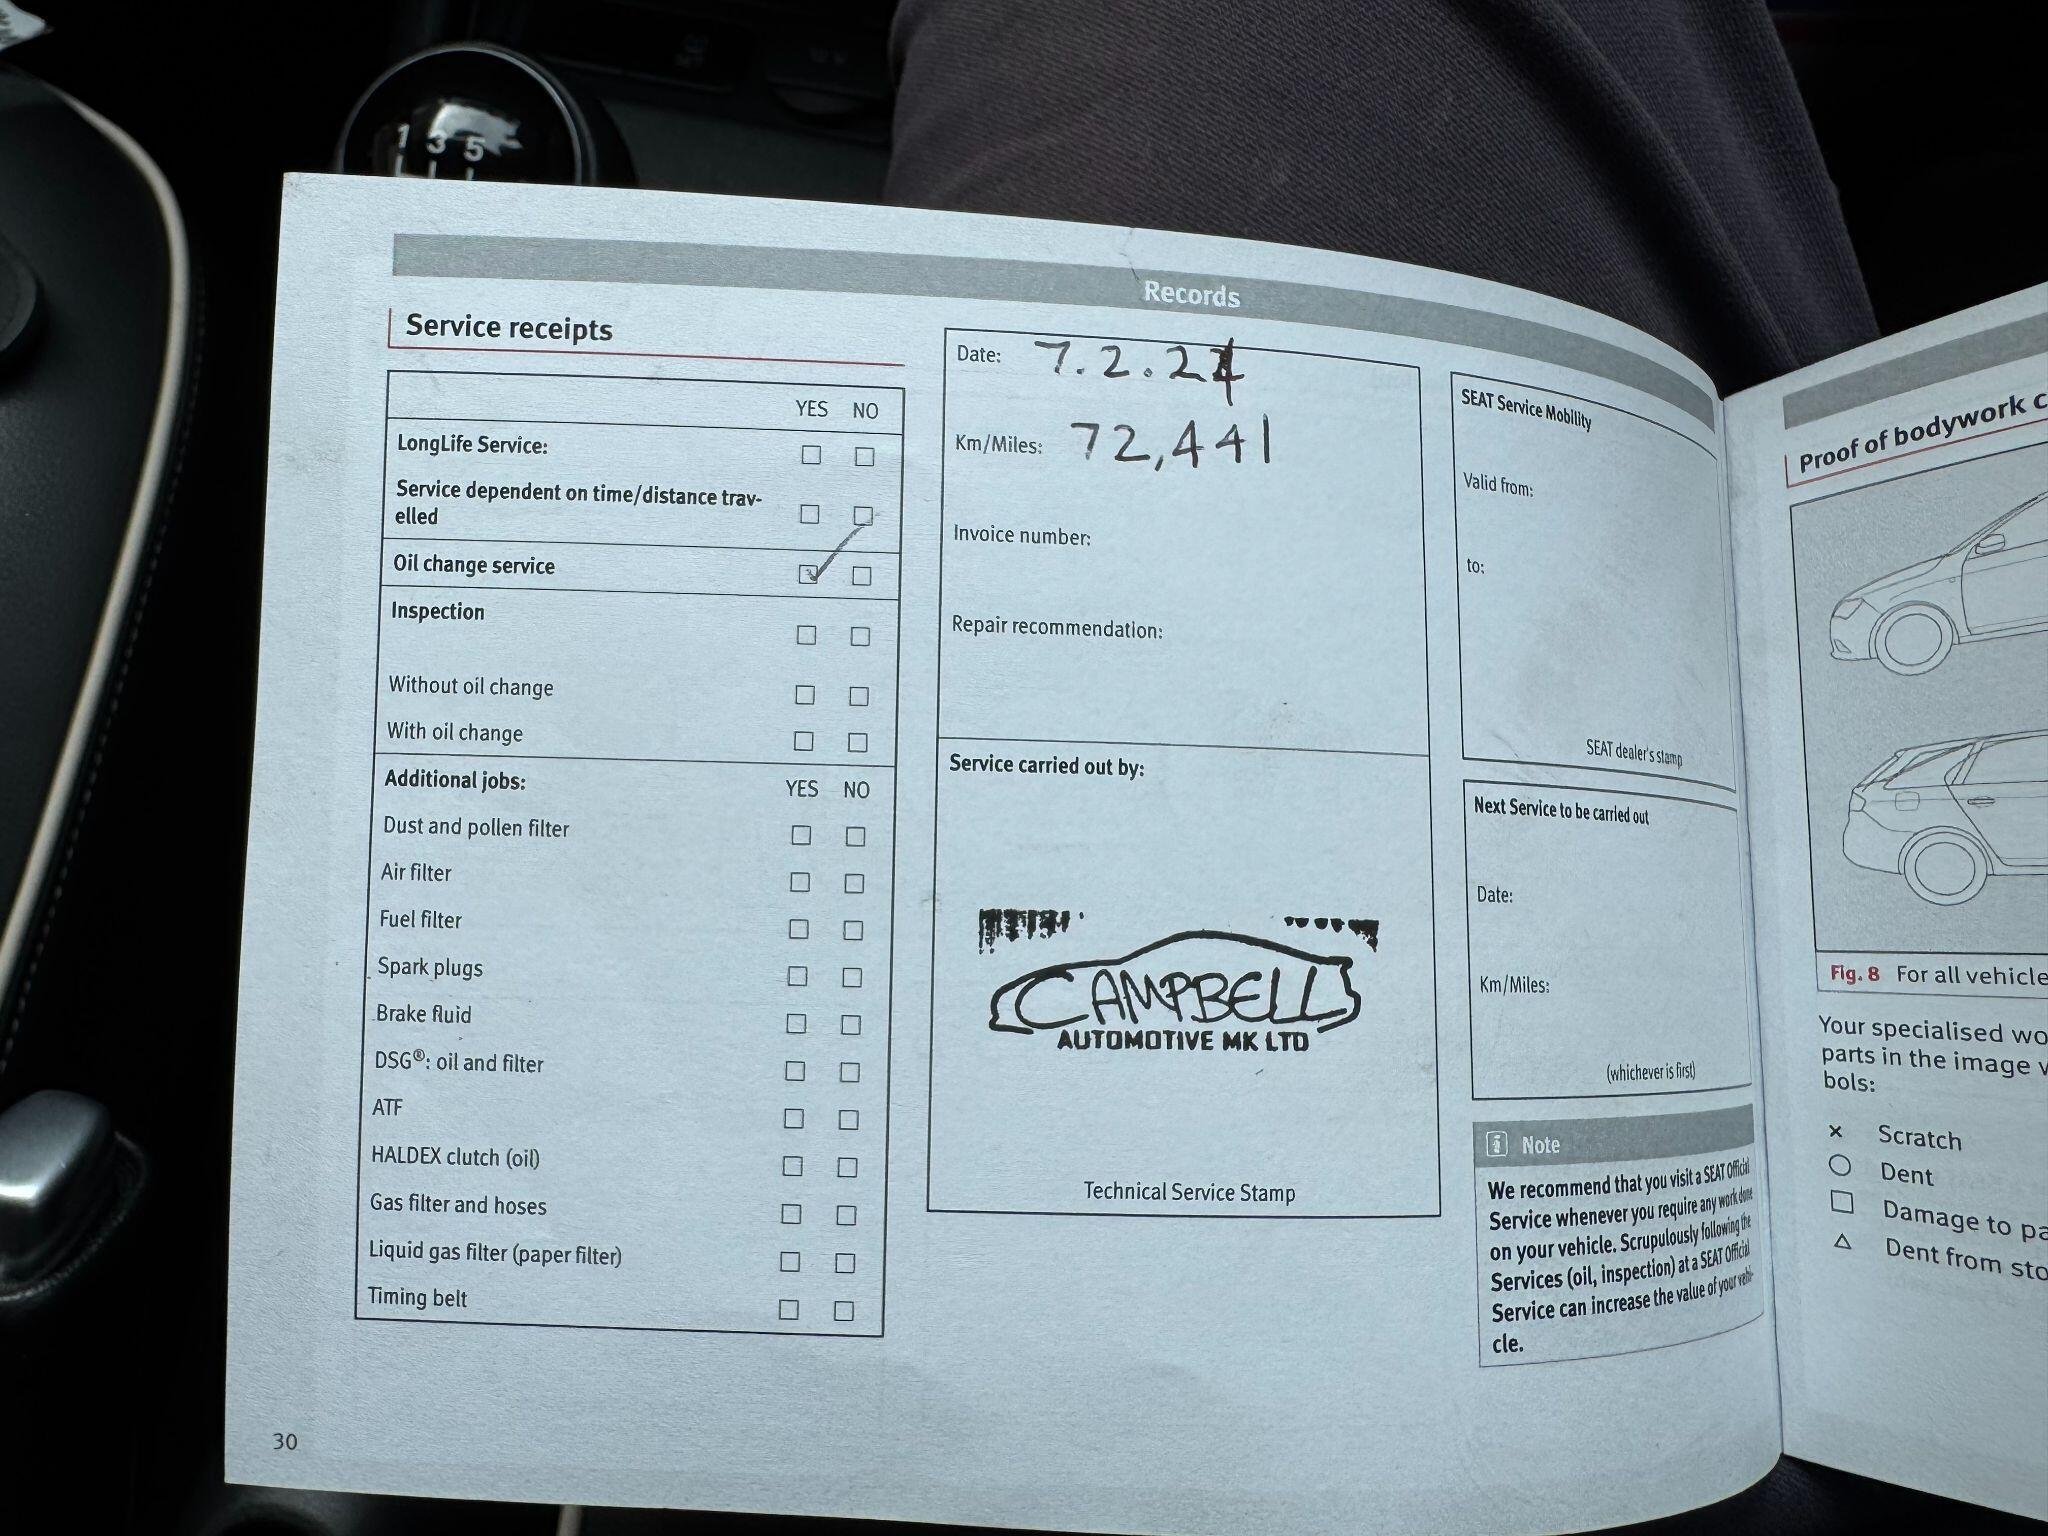 1 3 5
Records
Service receipts
YES NO
LongLife Service:
Service dependent on time/distance trav-
elled
Oil change service
Inspection
Without oil change
With oil change
Additional jobs: YES NO
Dust and pollen filter
Air filter
Fuel filter
Spark plugs
Brake fluid
DSG®: oil and filter
ATF
HALDEX clutch (oil)
Gas filter and hoses
Liquid gas filter (paper filter)
Timing belt
Date: 7.2.24
Km/Miles: 72,441
Invoice number:
Repair recommendation:
Service carried out by:
CAMPBELL
AUTOMOTIVE MK LTD
Technical Service Stamp
SEAT Service Mobility
Valid from:
to:
SEAT dealer's stamp
Next Service to be carried out
Date:
Km/Miles:
(whichever is first)
i Note
We recommend that you visit a SEAT Official
Service whenever you require any work done
on your vehicle. Scrupulously following the
Services (oil, inspection) at a SEAT Official
Service can increase the value of your vehi-
cle.
30
Proof of bodywork
Fig. 8 For all vehicle
Your specialised
parts in the image
bols:
× Scratch
Dent
Damage to
Dent from